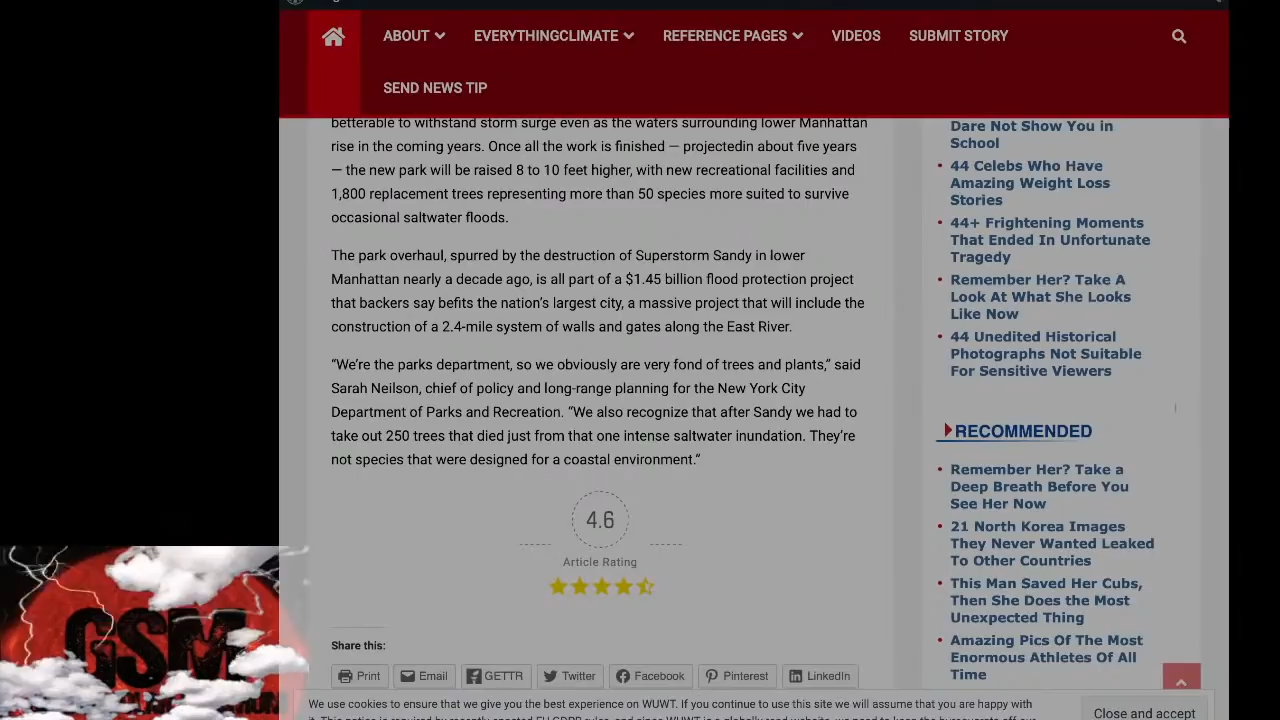 ABOUT
EVERYTHINGCLIMATE
REFERENCE PAGES
VIDEOS
SUBMIT STORY
SEND NEWS TIP
betterable to withstand storm surge even as the waters surrounding lower Manhattan
rise in the coming years. Once all the work is finished — projectedin about five years
— the new park will be raised 8 to 10 feet higher, with new recreational facilities and
1,800 replacement trees representing more than 50 species more suited to survive
occasional saltwater floods.
The park overhaul, spurred by the destruction of Superstorm Sandy in lower
Manhattan nearly a decade ago, is all part of a $1.45 billion flood protection project
that backers say befits the nation’s largest city, a massive project that will include the
construction of a 2.4-mile system of walls and gates along the East River.
“We’re the parks department, so we obviously are very fond of trees and plants,” said
Sarah Neilson, chief of policy and long-range planning for the New York City
Department of Parks and Recreation. “We also recognize that after Sandy we had to
take out 250 trees that died just from that one intense saltwater inundation. They’re
not species that were designed for a coastal environment.”
4.6
Article Rating
Share this:
Print
Email
GETTR
Twitter
Facebook
Pinterest
LinkedIn
Dare Not Show You in
School
44 Celebs Who Have
Amazing Weight Loss
Stories
44+ Frightening Moments
That Ended In Unfortunate
Tragedy
Remember Her? Take A
Look At What She Looks
Like Now
44 Unedited Historical
Photographs Not Suitable
For Sensitive Viewers
RECOMMENDED
Remember Her? Take a
Deep Breath Before You
See Her Now
21 North Korea Images
They Never Wanted Leaked
To Other Countries
This Man Saved Her Cubs,
Then She Does the Most
Unexpected Thing
Amazing Pics Of The Most
Enormous Athletes Of All
Time
GSM
We use cookies to ensure that we give you the best experience on WUWT. If you continue to use this site we will assume that you are happy with
Close and accept